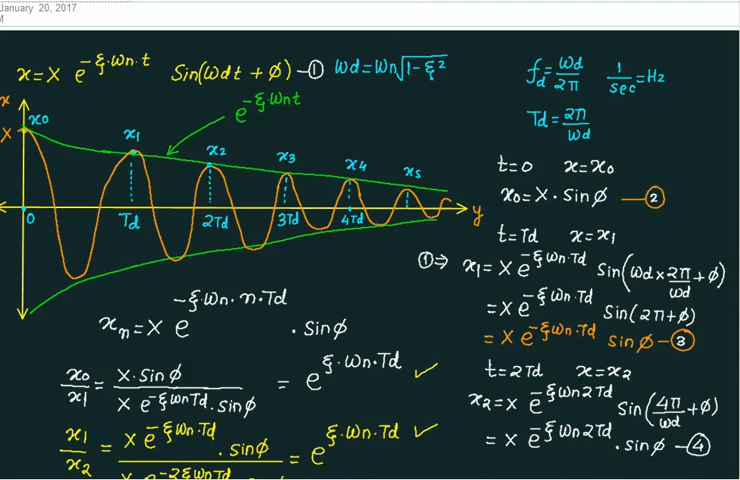 January 20, 2017
M
x = X e^(-ξ·ωn·t) Sin(ωdt + ϕ) - ①
ωd = ωn√(1-ξ²)
fd = ωd/2π 1/sec = Hz
Td = 2π/ωd
e^(-ξ·ωnt)
x
X
x0 x1 x2 x3 x4 x5
0 Td 2Td 3Td 4Td y
t=0 x=x0
x0 = X·sinϕ — ②
t=Td x=x1
①⇒ x1 = X e^(-ξ·ωn·Td) Sin(ωd×2π/ωd+ϕ)
= X e^(-ξ·ωn·Td) Sin(2π+ϕ)
= X e^(-ξ·ωn·Td) sinϕ - ③
t=2Td x=x2
x2 = X e^(-ξωn2Td) Sin(4π/ωd+ϕ)
= X e^(-ξωn2Td) ·sinϕ - ④
xn = X e^(-ξ·ωn·n·Td) ·sinϕ
x0/x1 = X·sinϕ / X e^(-ξωnTd)·sinϕ = e^(ξ·ωn·Td) ✓
x1/x2 = X e^(-ξ·ωnTd)·sinϕ / X e^(-2ξωnTd) = e^(ξ·ωn·Td) ✓